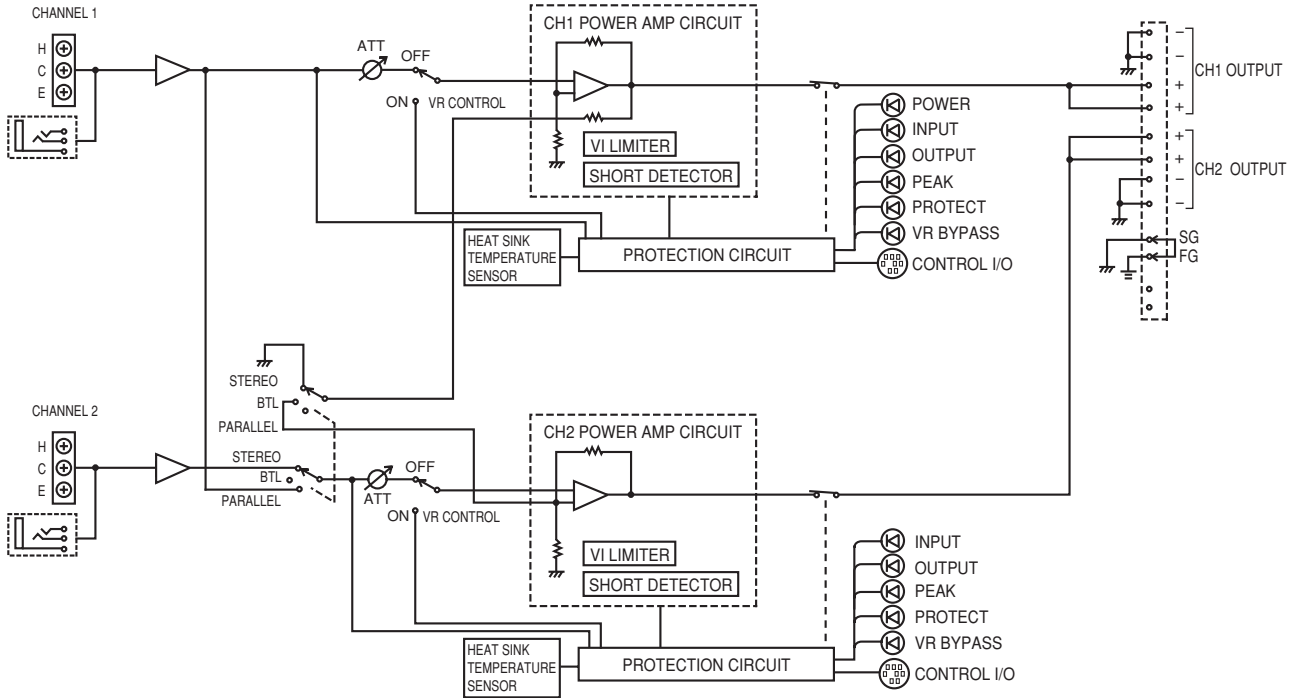 CHANNEL 1
H
C
E
ATT
OFF
ON
VR CONTROL
CH1 POWER AMP CIRCUIT
VI LIMITER
SHORT DETECTOR
HEAT SINK
TEMPERATURE
SENSOR
PROTECTION CIRCUIT
POWER
INPUT
OUTPUT
PEAK
PROTECT
VR BYPASS
CONTROL I/O
−
−
+
+
CH1 OUTPUT
+
+
−
−
CH2 OUTPUT
SG
FG
STEREO
BTL
PARALLEL
CHANNEL 2
H
C
E
STEREO
BTL
PARALLEL
ATT
OFF
ON
VR CONTROL
CH2 POWER AMP CIRCUIT
VI LIMITER
SHORT DETECTOR
HEAT SINK
TEMPERATURE
SENSOR
PROTECTION CIRCUIT
INPUT
OUTPUT
PEAK
PROTECT
VR BYPASS
CONTROL I/O